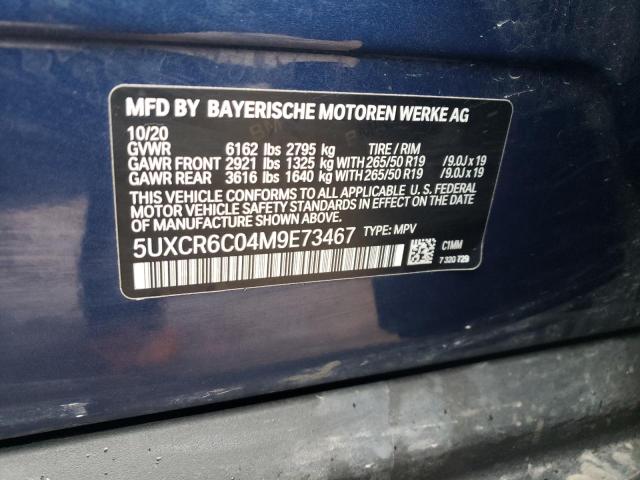 MFD BY BAYERISCHE MOTOREN WERKE AG
10/20
GVWR 6162 lbs 2795 kg TIRE / RIM
GAWR FRONT 2921 lbs 1325 kg WITH 265/50 R19 /9.0J x 19
GAWR REAR 3616 lbs 1640 kg WITH 265/50 R19 /9.0J x 19
THIS VEHICLE CONFORMS TO ALL APPLICABLE U. S. FEDERAL
MOTOR VEHICLE SAFETY STANDARDS IN EFFECT ON THE DATE
OF MANUFACTURE SHOWN ABOVE.
5UXCR6C04M9E73467 TYPE: MPV
C1MM
7 320 729